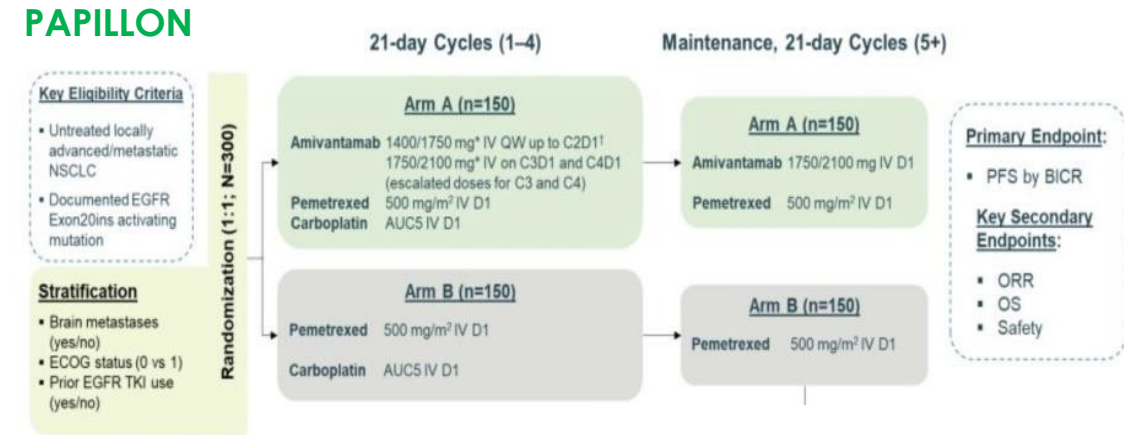 PAPILLON
21-day Cycles (1–4)
Maintenance, 21-day Cycles (5+)
Key Eligibility Criteria
▪ Untreated locally
advanced/metastatic
NSCLC
▪ Documented EGFR
Exon20ins activating
mutation
Stratification
▪ Brain metastases
(yes/no)
▪ ECOG status (0 vs 1)
▪ Prior EGFR TKI use
(yes/no)
Randomization (1:1; N=300)
Arm A (n=150)
Amivantamab 1400/1750 mg* IV QW up to C2D1†
1750/2100 mg* IV on C3D1 and C4D1
(escalated doses for C3 and C4)
Pemetrexed 500 mg/m² IV D1
Carboplatin AUC5 IV D1
Arm B (n=150)
Pemetrexed 500 mg/m² IV D1
Carboplatin AUC5 IV D1
Arm A (n=150)
Amivantamab 1750/2100 mg IV D1
Pemetrexed 500 mg/m² IV D1
Arm B (n=150)
Pemetrexed 500 mg/m² IV D1
Primary Endpoint:
▪ PFS by BICR
Key Secondary
Endpoints:
▪ ORR
▪ OS
▪ Safety